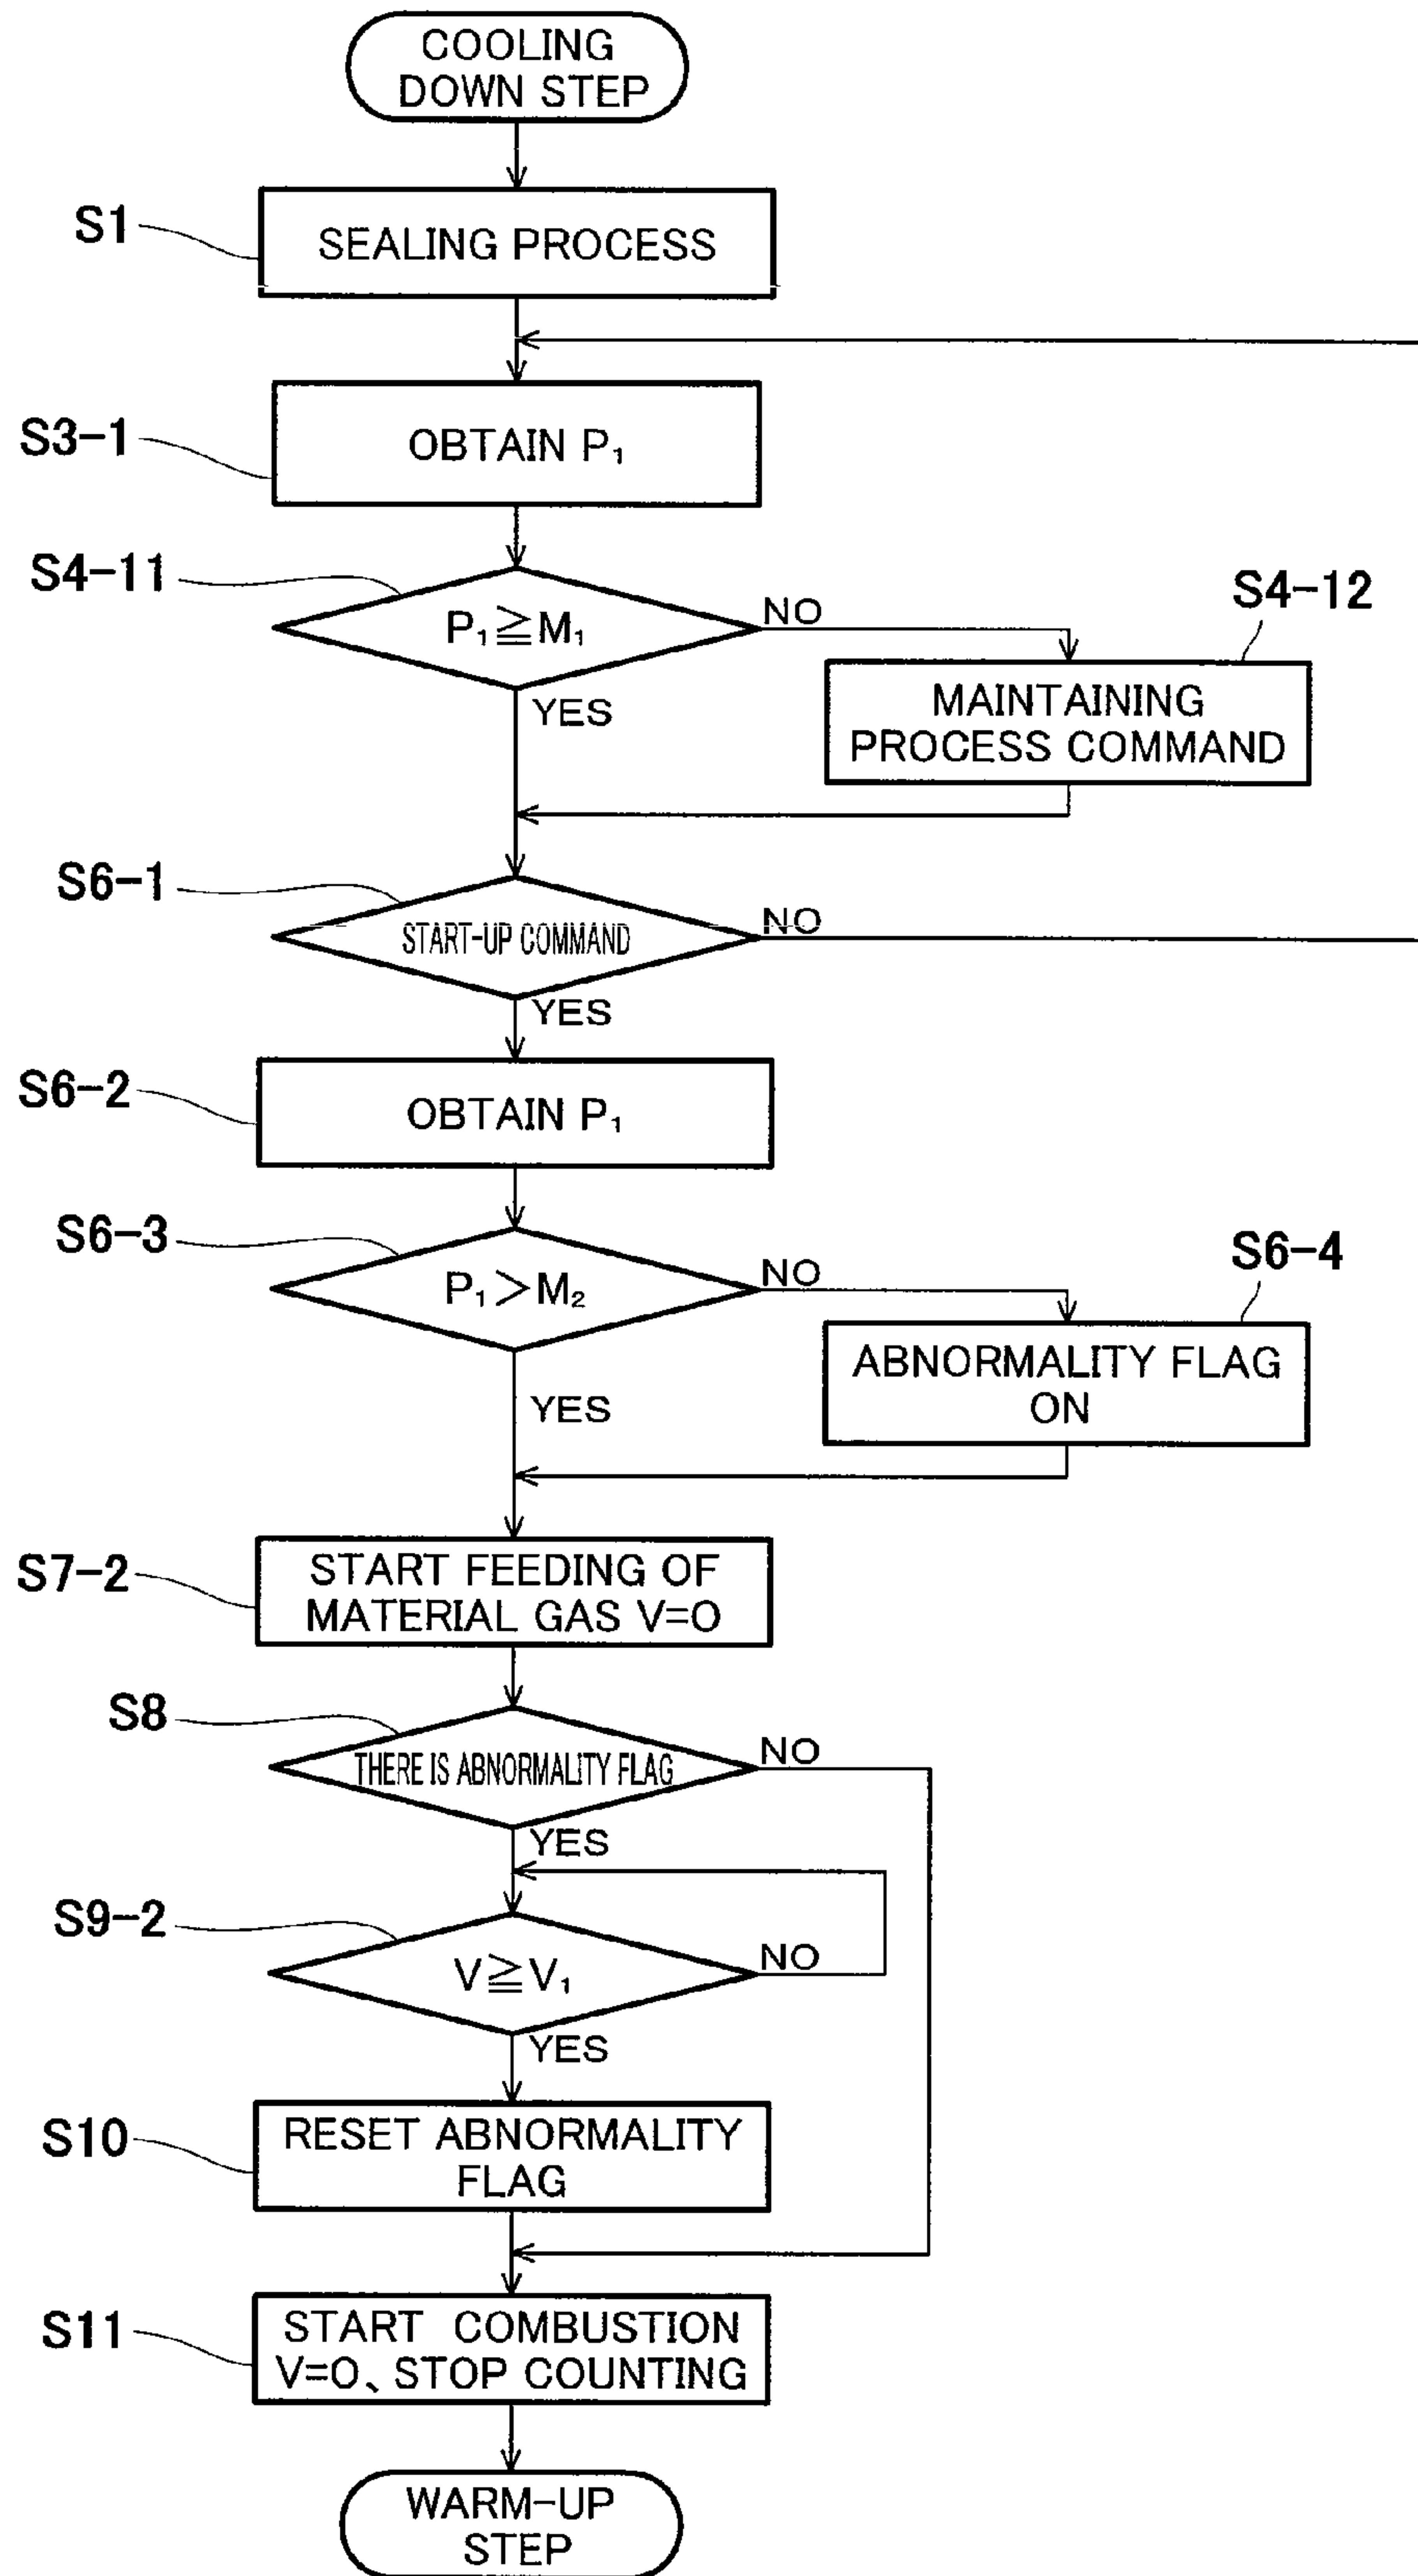 COOLING
DOWN STEP
S1
SEALING PROCESS
S3-1
OBTAIN P₁
S4-11
P₁≧M₁
NO
S4-12
YES
MAINTAINING
PROCESS COMMAND
S6-1
START-UP COMMAND
NO
YES
S6-2
OBTAIN P₁
S6-3
P₁>M₂
NO
S6-4
YES
ABNORMALITY FLAG
ON
S7-2
START FEEDING OF
MATERIAL GAS V=0
S8
THERE IS ABNORMALITY FLAG
NO
YES
S9-2
V≧V₁
NO
YES
S10
RESET ABNORMALITY
FLAG
S11
START COMBUSTION
V=0、STOP COUNTING
WARM-UP
STEP